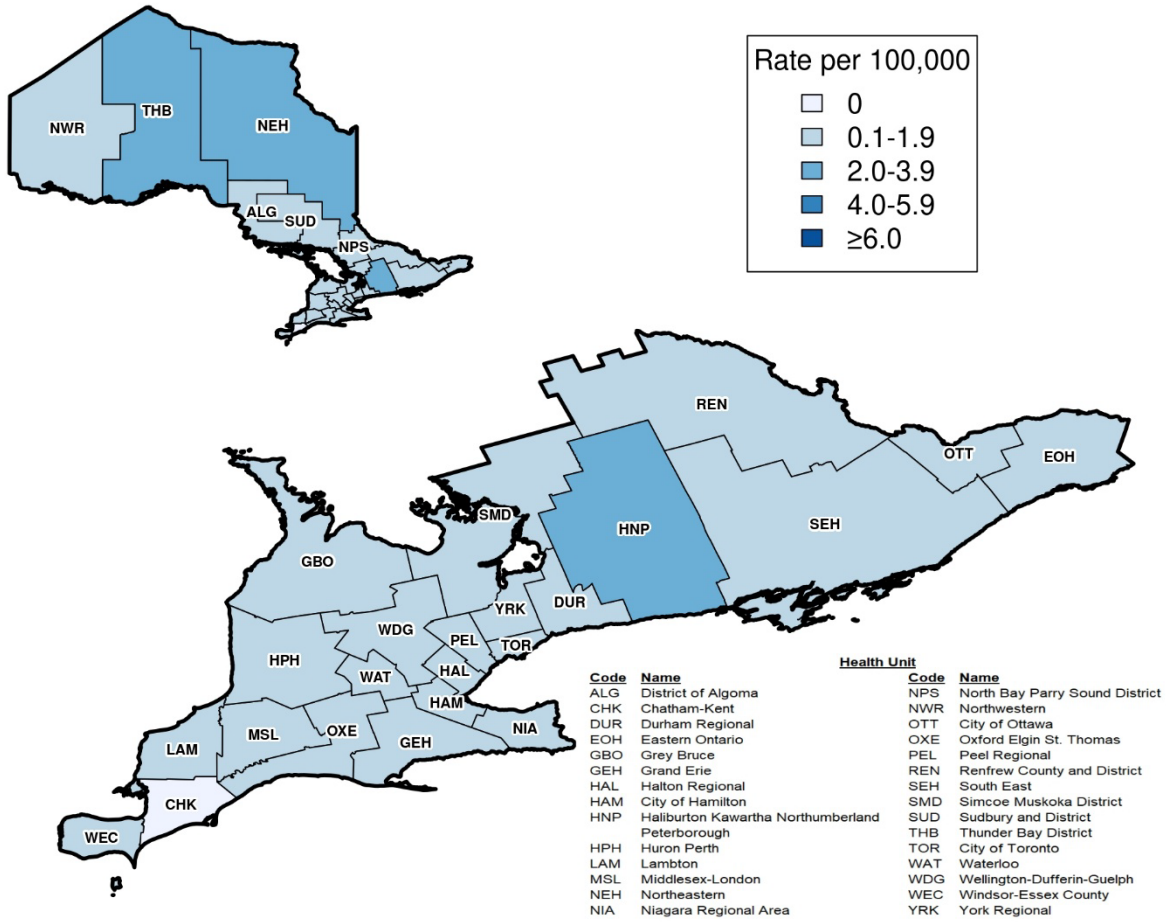 Rate per 100,000
0
0.1-1.9
2.0-3.9
4.0-5.9
≥6.0
NWR
THB
NEH
ALG
SUD
NPS
REN
OTT
EOH
SEH
HNP
SMD
GBO
DUR
YRK
WDG
PEL
TOR
HPH
WAT
HAL
HAM
MSL
OXE
GEH
NIA
LAM
CHK
WEC
Health Unit
Code Name Code Name
ALG District of Algoma NPS North Bay Parry Sound District
CHK Chatham-Kent NWR Northwestern
DUR Durham Regional OTT City of Ottawa
EOH Eastern Ontario OXE Oxford Elgin St. Thomas
GBO Grey Bruce PEL Peel Regional
GEH Grand Erie REN Renfrew County and District
HAL Halton Regional SEH South East
HAM City of Hamilton SMD Simcoe Muskoka District
HNP Haliburton Kawartha Northumberland SUD Sudbury and District
Peterborough THB Thunder Bay District
HPH Huron Perth TOR City of Toronto
LAM Lambton WAT Waterloo
MSL Middlesex-London WDG Wellington-Dufferin-Guelph
NEH Northeastern WEC Windsor-Essex County
NIA Niagara Regional Area YRK York Regional